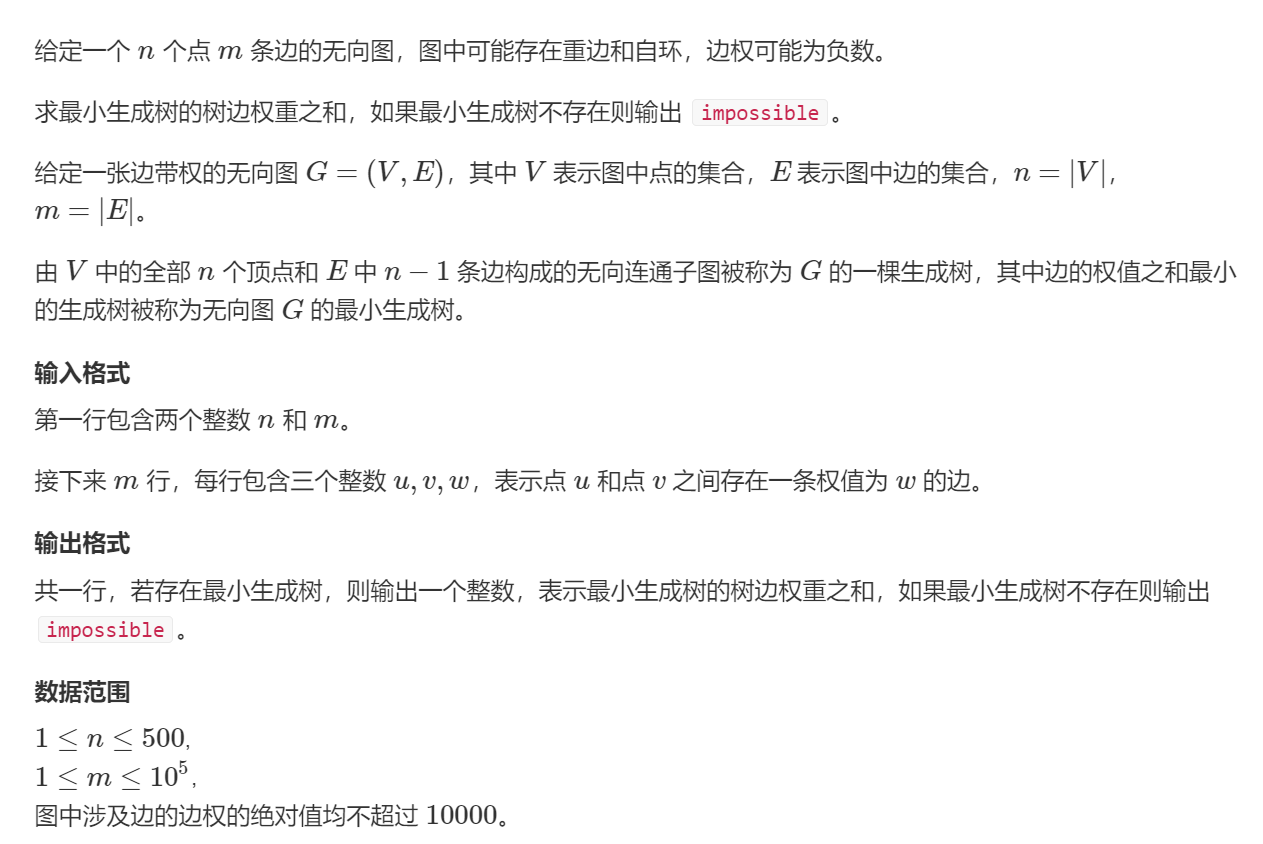 给定一个 n 个点 m 条边的无向图，图中可能存在重边和自环，边权可能为负数。
求最小生成树的树边权重之和，如果最小生成树不存在则输出 impossible 。
给定一张边带权的无向图 G = (V, E)，其中 V 表示图中点的集合，E 表示图中边的集合，n = |V|，
m = |E|。
由 V 中的全部 n 个顶点和 E 中 n − 1 条边构成的无向连通子图被称为 G 的一棵生成树，其中边的权值之和最小
的生成树被称为无向图 G 的最小生成树。
输入格式
第一行包含两个整数 n 和 m。
接下来 m 行，每行包含三个整数 u, v, w，表示点 u 和点 v 之间存在一条权值为 w 的边。
输出格式
共一行，若存在最小生成树，则输出一个整数，表示最小生成树的树边权重之和，如果最小生成树不存在则输出
impossible 。
数据范围
1 ≤ n ≤ 500,
1 ≤ m ≤ 10⁵,
图中涉及边的边权的绝对值均不超过 10000。